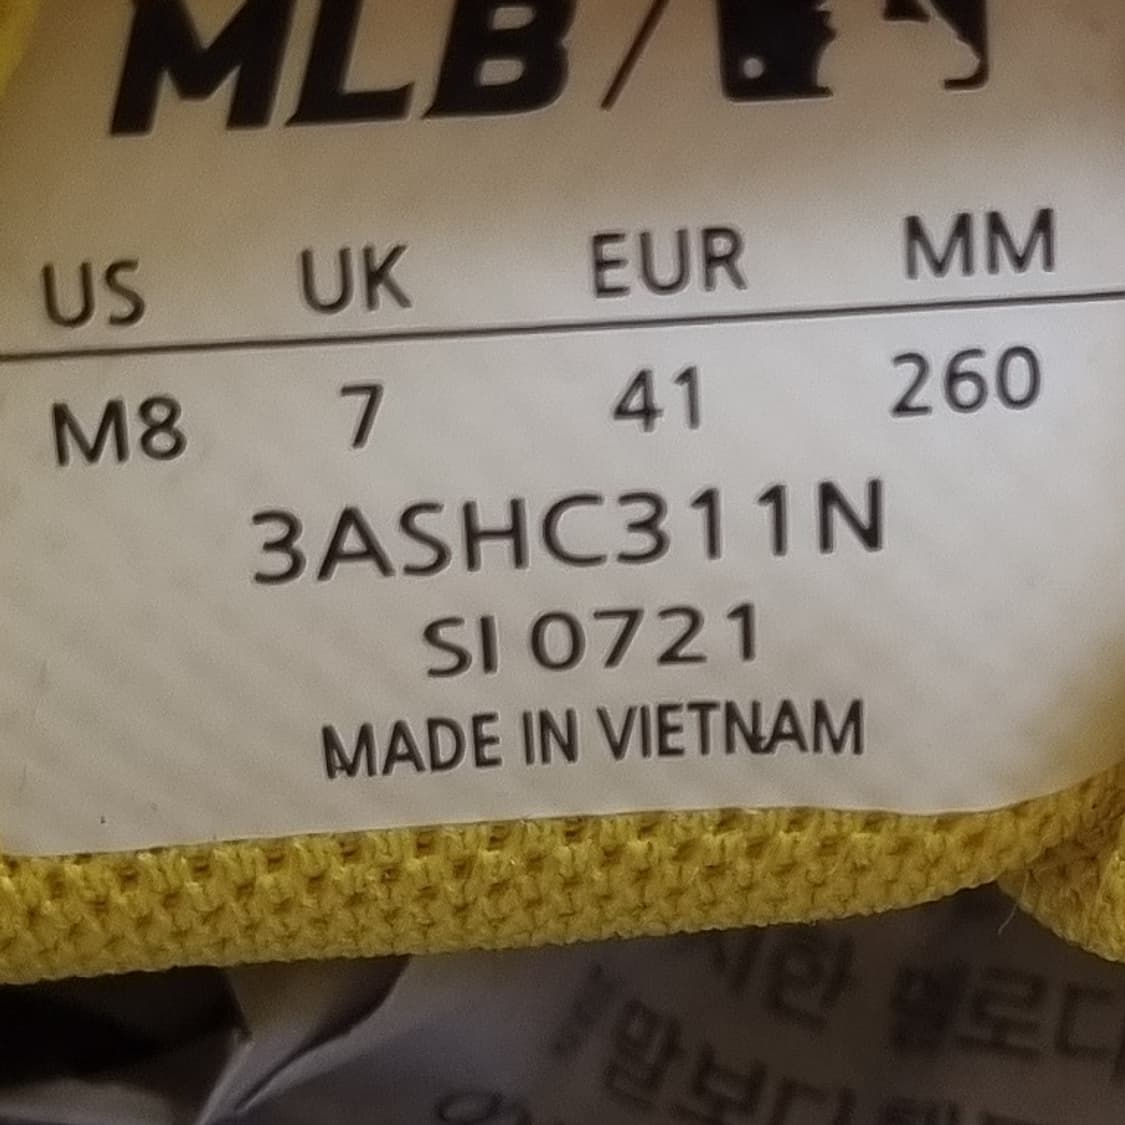 MLB
US UK EUR MM
M8 7 41 260
3ASHC311N
SI 0721
MADE IN VIETNAM